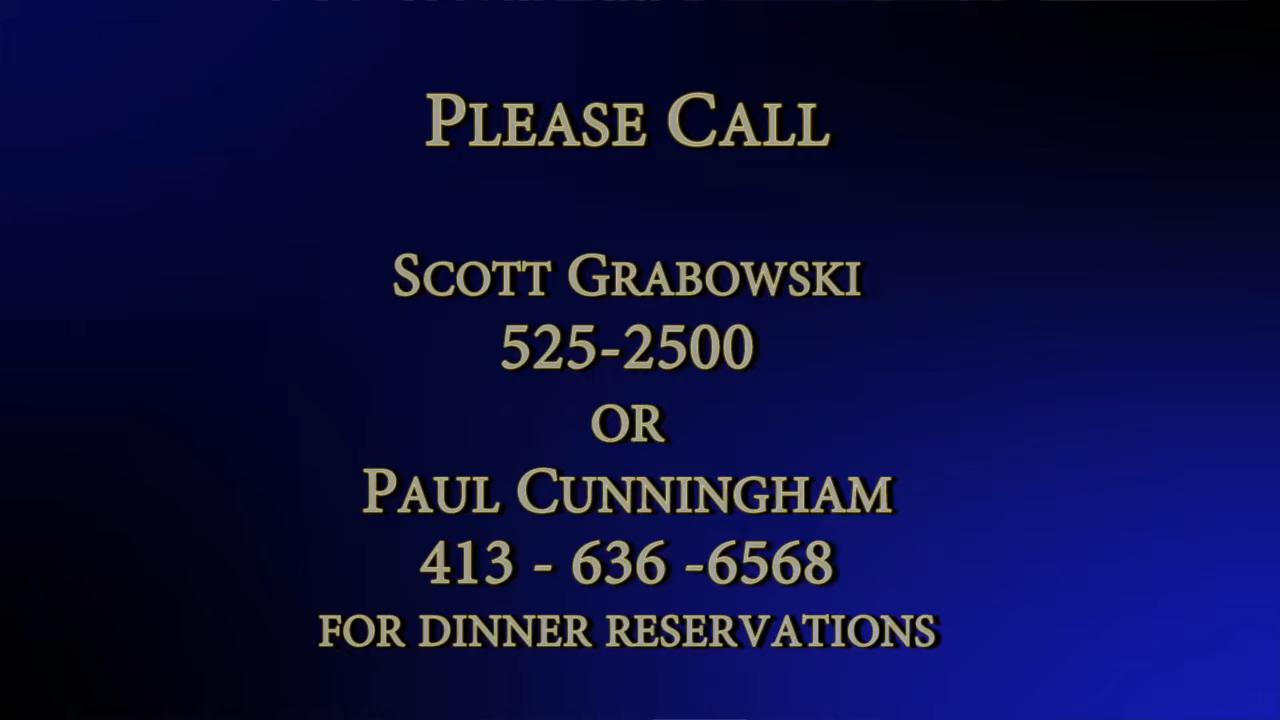 Please Call
Scott Grabowski
525-2500
or
Paul Cunningham
413 - 636 -6568
for dinner reservations